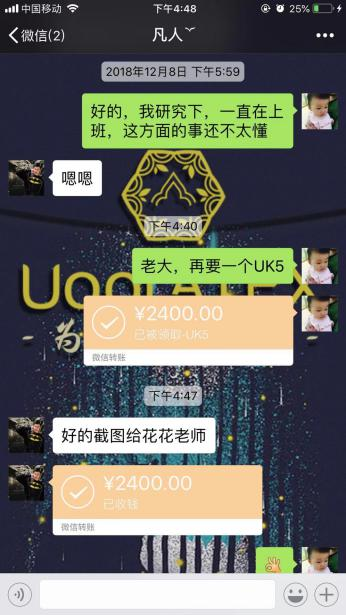 中国移动
下午4:48
25%
微信(2)
凡人
2018年12月8日 下午5:59
好的，我研究下，一直在上
班，这方面的事还不太懂
嗯嗯
下午4:40
老大，再要一个UK5
¥2400.00
已被领取-UK5
微信转账
下午4:47
好的截图给花花老师
¥2400.00
已收钱
微信转账